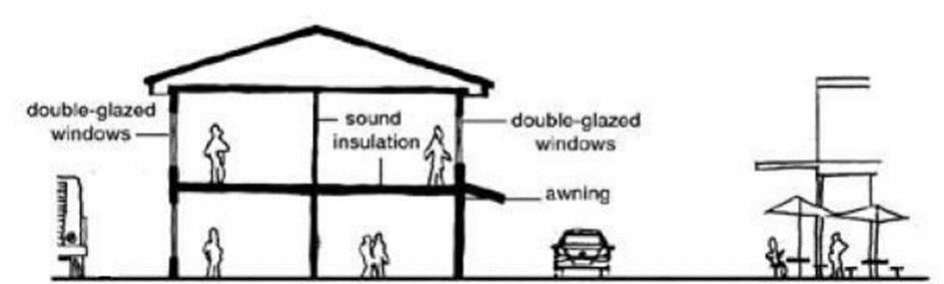 double-glazed
windows
sound
insulation
double-glazed
windows
awning